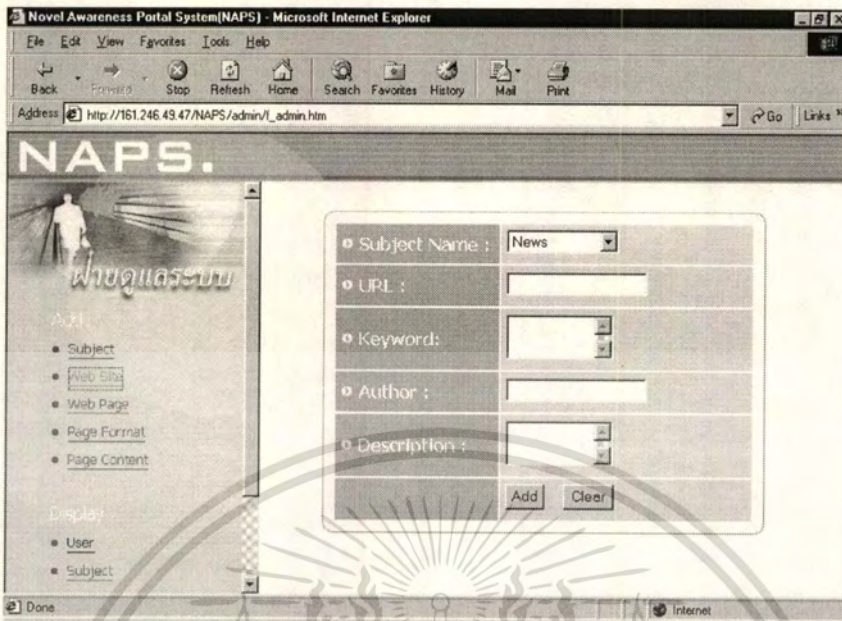 Novel Awareness Portal System(NAPS) - Microsoft Internet Explorer
File Edit View Favorites Tools Help
Back Forward Stop Refresh Home Search Favorites History Mail Print
Address http://161.246.49.47/NAPS/admin/f_admin.htm Go Links
NAPS.
ฝ่ายดูแลระบบ
Add
Subject
Web Site
Web Page
Page Format
Page Content
Display
User
Subject
Subject Name : News
URL :
Keyword:
Author :
Description :
Add Clear
Done Internet